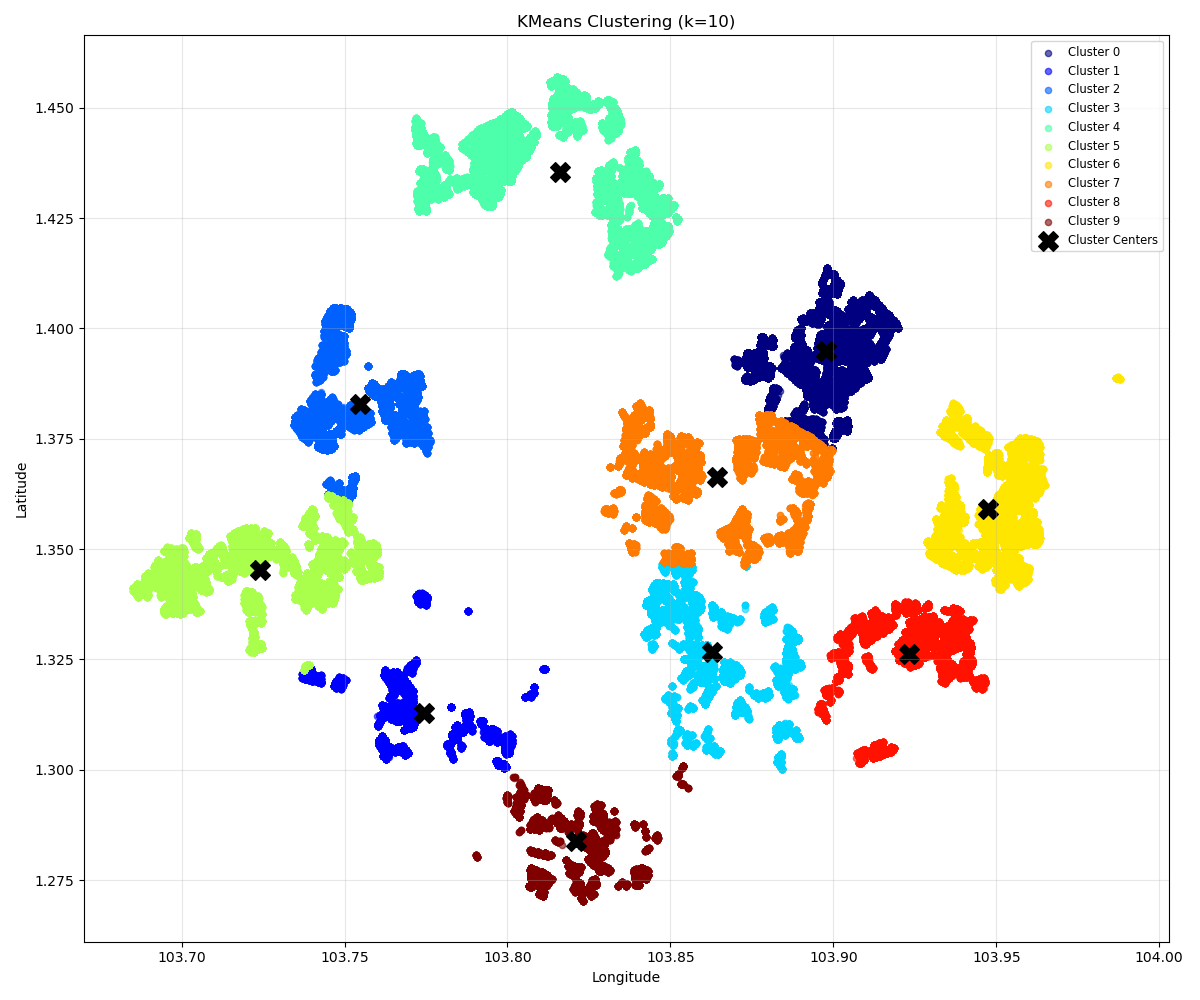 KMeans Clustering (k=10)
Cluster 0
Cluster 1
Cluster 2
Cluster 3
Cluster 4
Cluster 5
Cluster 6
Cluster 7
Cluster 8
Cluster 9
Cluster Centers
1.450
1.425
1.400
1.375
1.350
1.325
1.300
1.275
Latitude
103.70 103.75 103.80 103.85 103.90 103.95 104.00
Longitude